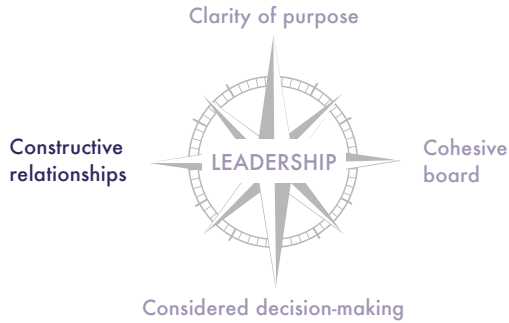 Clarity of purpose
Constructive
relationships
LEADERSHIP
Cohesive
board
Considered decision-making